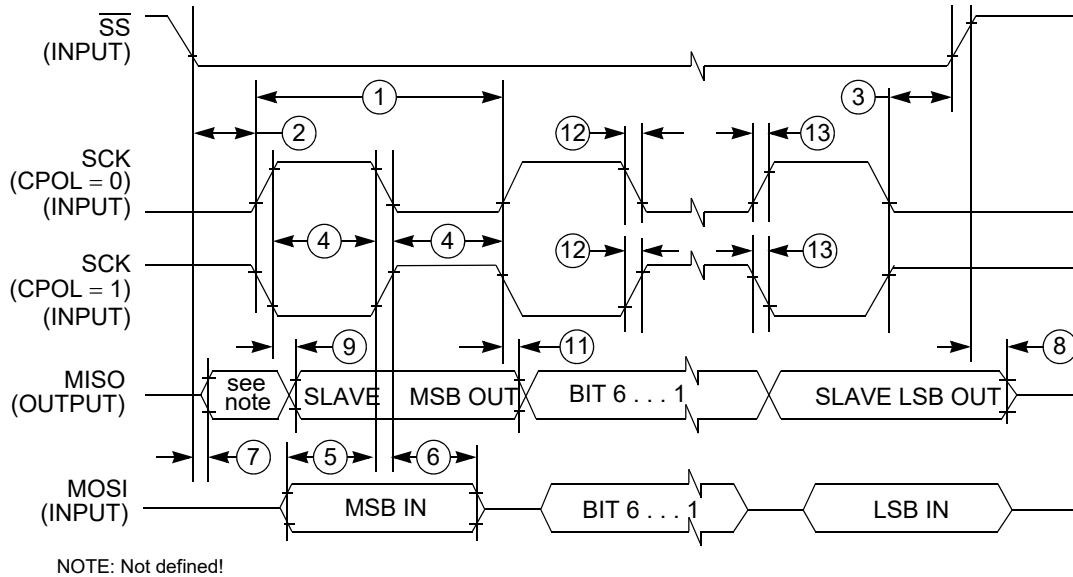 SS
(INPUT)
1
3
2
12
13
SCK
(CPOL = 0)
(INPUT)
4
4
12
13
SCK
(CPOL = 1)
(INPUT)
9
11
8
MISO
(OUTPUT)
see
note
SLAVE MSB OUT
BIT 6 . . . 1
SLAVE LSB OUT
7
5
6
MOSI
(INPUT)
MSB IN
BIT 6 . . . 1
LSB IN
NOTE: Not defined!